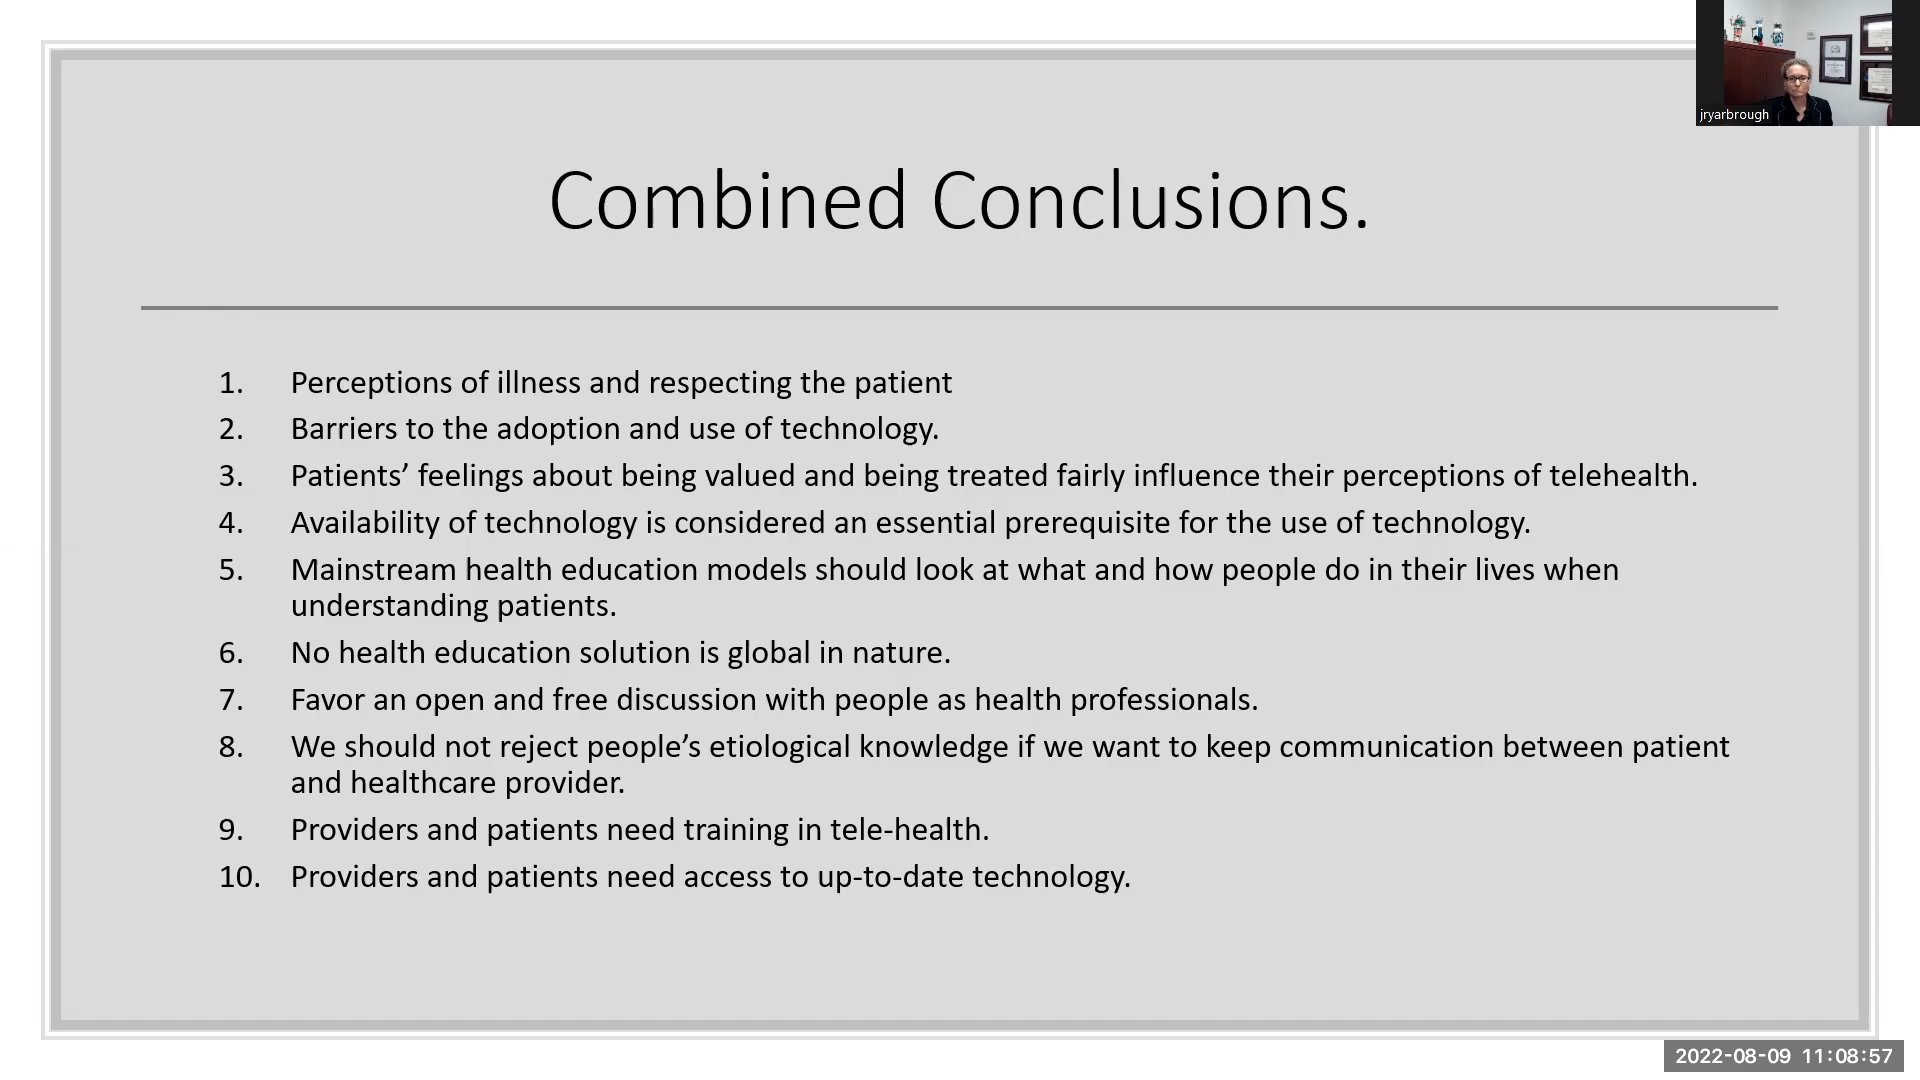 jryarbrough
Combined Conclusions.
1. Perceptions of illness and respecting the patient
2. Barriers to the adoption and use of technology.
3. Patients’ feelings about being valued and being treated fairly influence their perceptions of telehealth.
4. Availability of technology is considered an essential prerequisite for the use of technology.
5. Mainstream health education models should look at what and how people do in their lives when
understanding patients.
6. No health education solution is global in nature.
7. Favor an open and free discussion with people as health professionals.
8. We should not reject people’s etiological knowledge if we want to keep communication between patient
and healthcare provider.
9. Providers and patients need training in tele-health.
10. Providers and patients need access to up-to-date technology.
2022-08-09 11:08:57